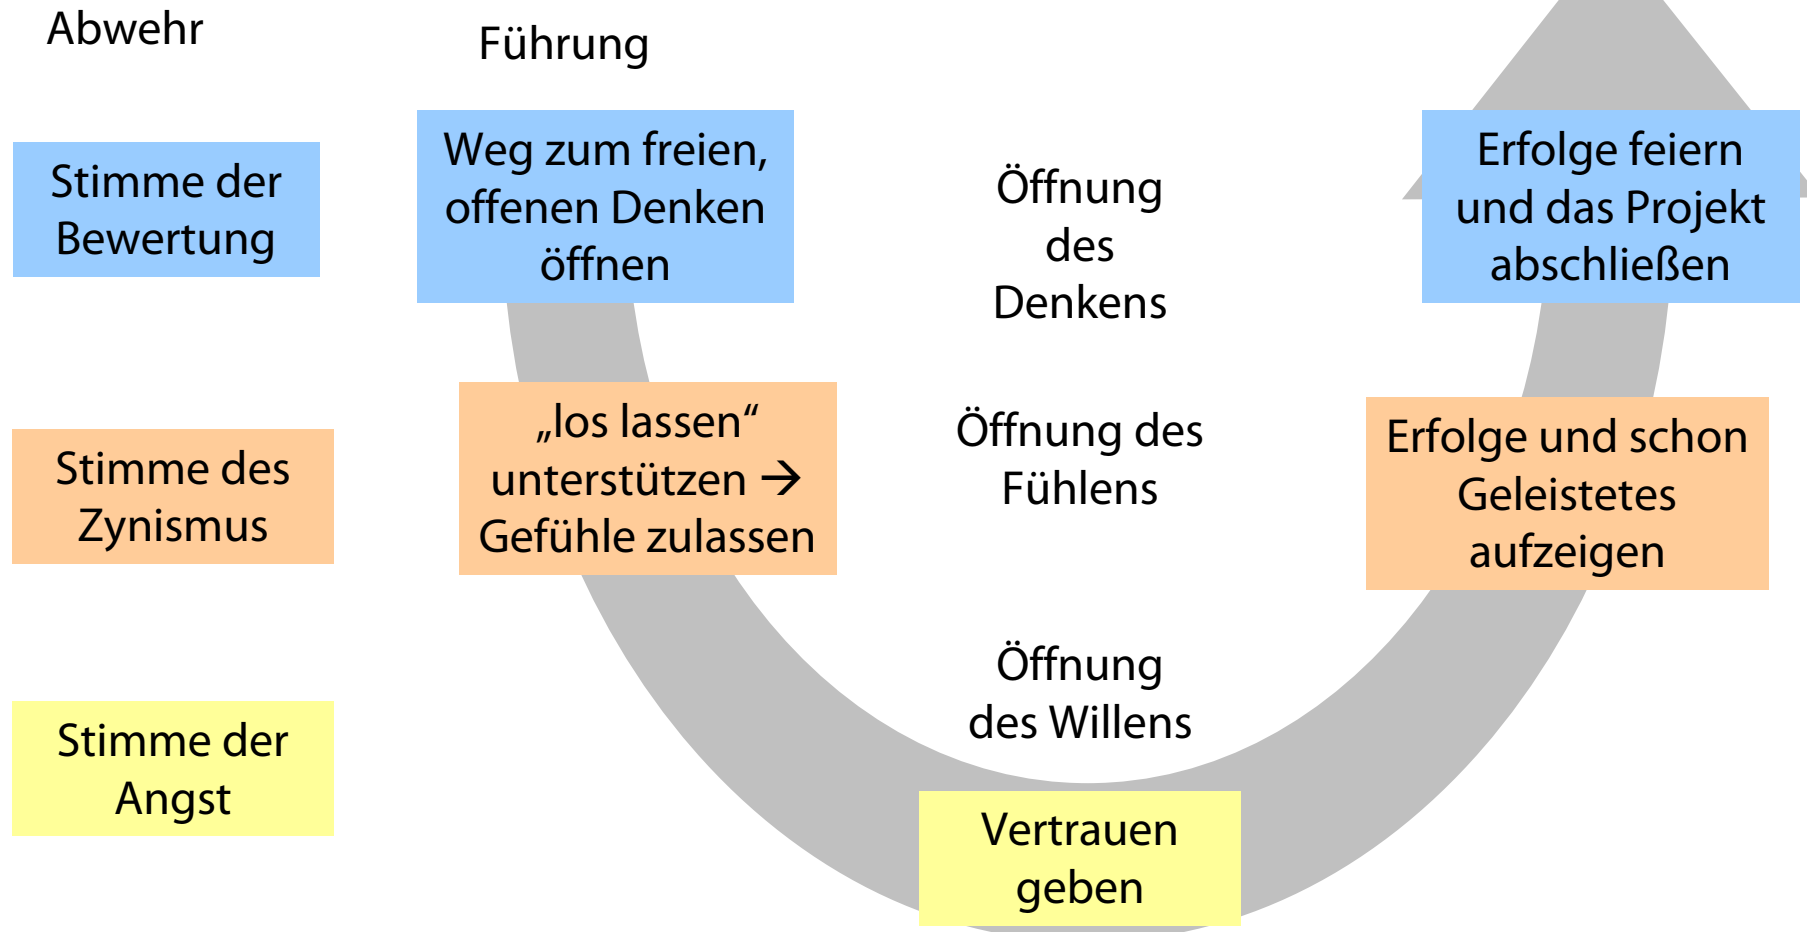 Abwehr
Führung
Stimme der
Bewertung
Weg zum freien,
offenen Denken
öffnen
Öffnung
des
Denkens
Erfolge feiern
und das Projekt
abschließen
Stimme des
Zynismus
„los lassen“
unterstützen →
Gefühle zulassen
Öffnung des
Fühlens
Erfolge und schon
Geleistetes
aufzeigen
Stimme der
Angst
Öffnung
des Willens
Vertrauen
geben